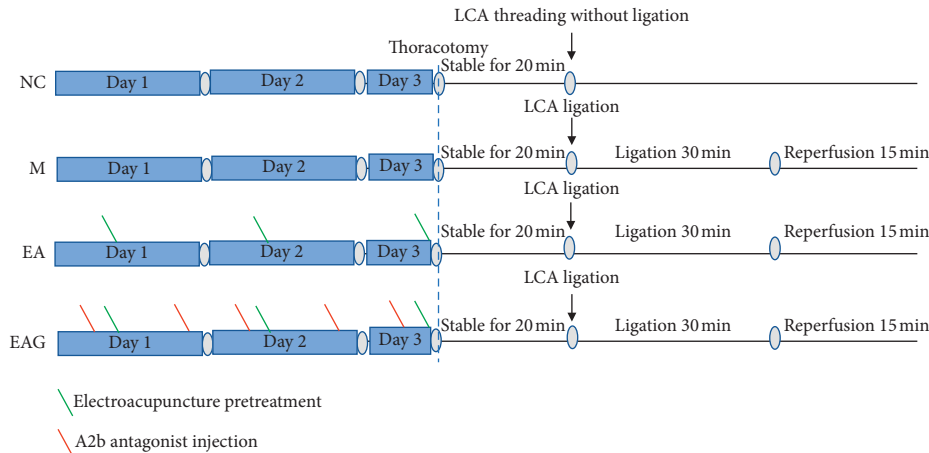 LCA threading without ligation
Thoracotomy
NC
Day 1
Day 2
Day 3
Stable for 20 min
LCA ligation
M
Day 1
Day 2
Day 3
Stable for 20 min
Ligation 30 min
Reperfusion 15 min
LCA ligation
EA
Day 1
Day 2
Day 3
Stable for 20 min
Ligation 30 min
Reperfusion 15 min
LCA ligation
EAG
Day 1
Day 2
Day 3
Stable for 20 min
Ligation 30 min
Reperfusion 15 min
Electroacupuncture pretreatment
A2b antagonist injection